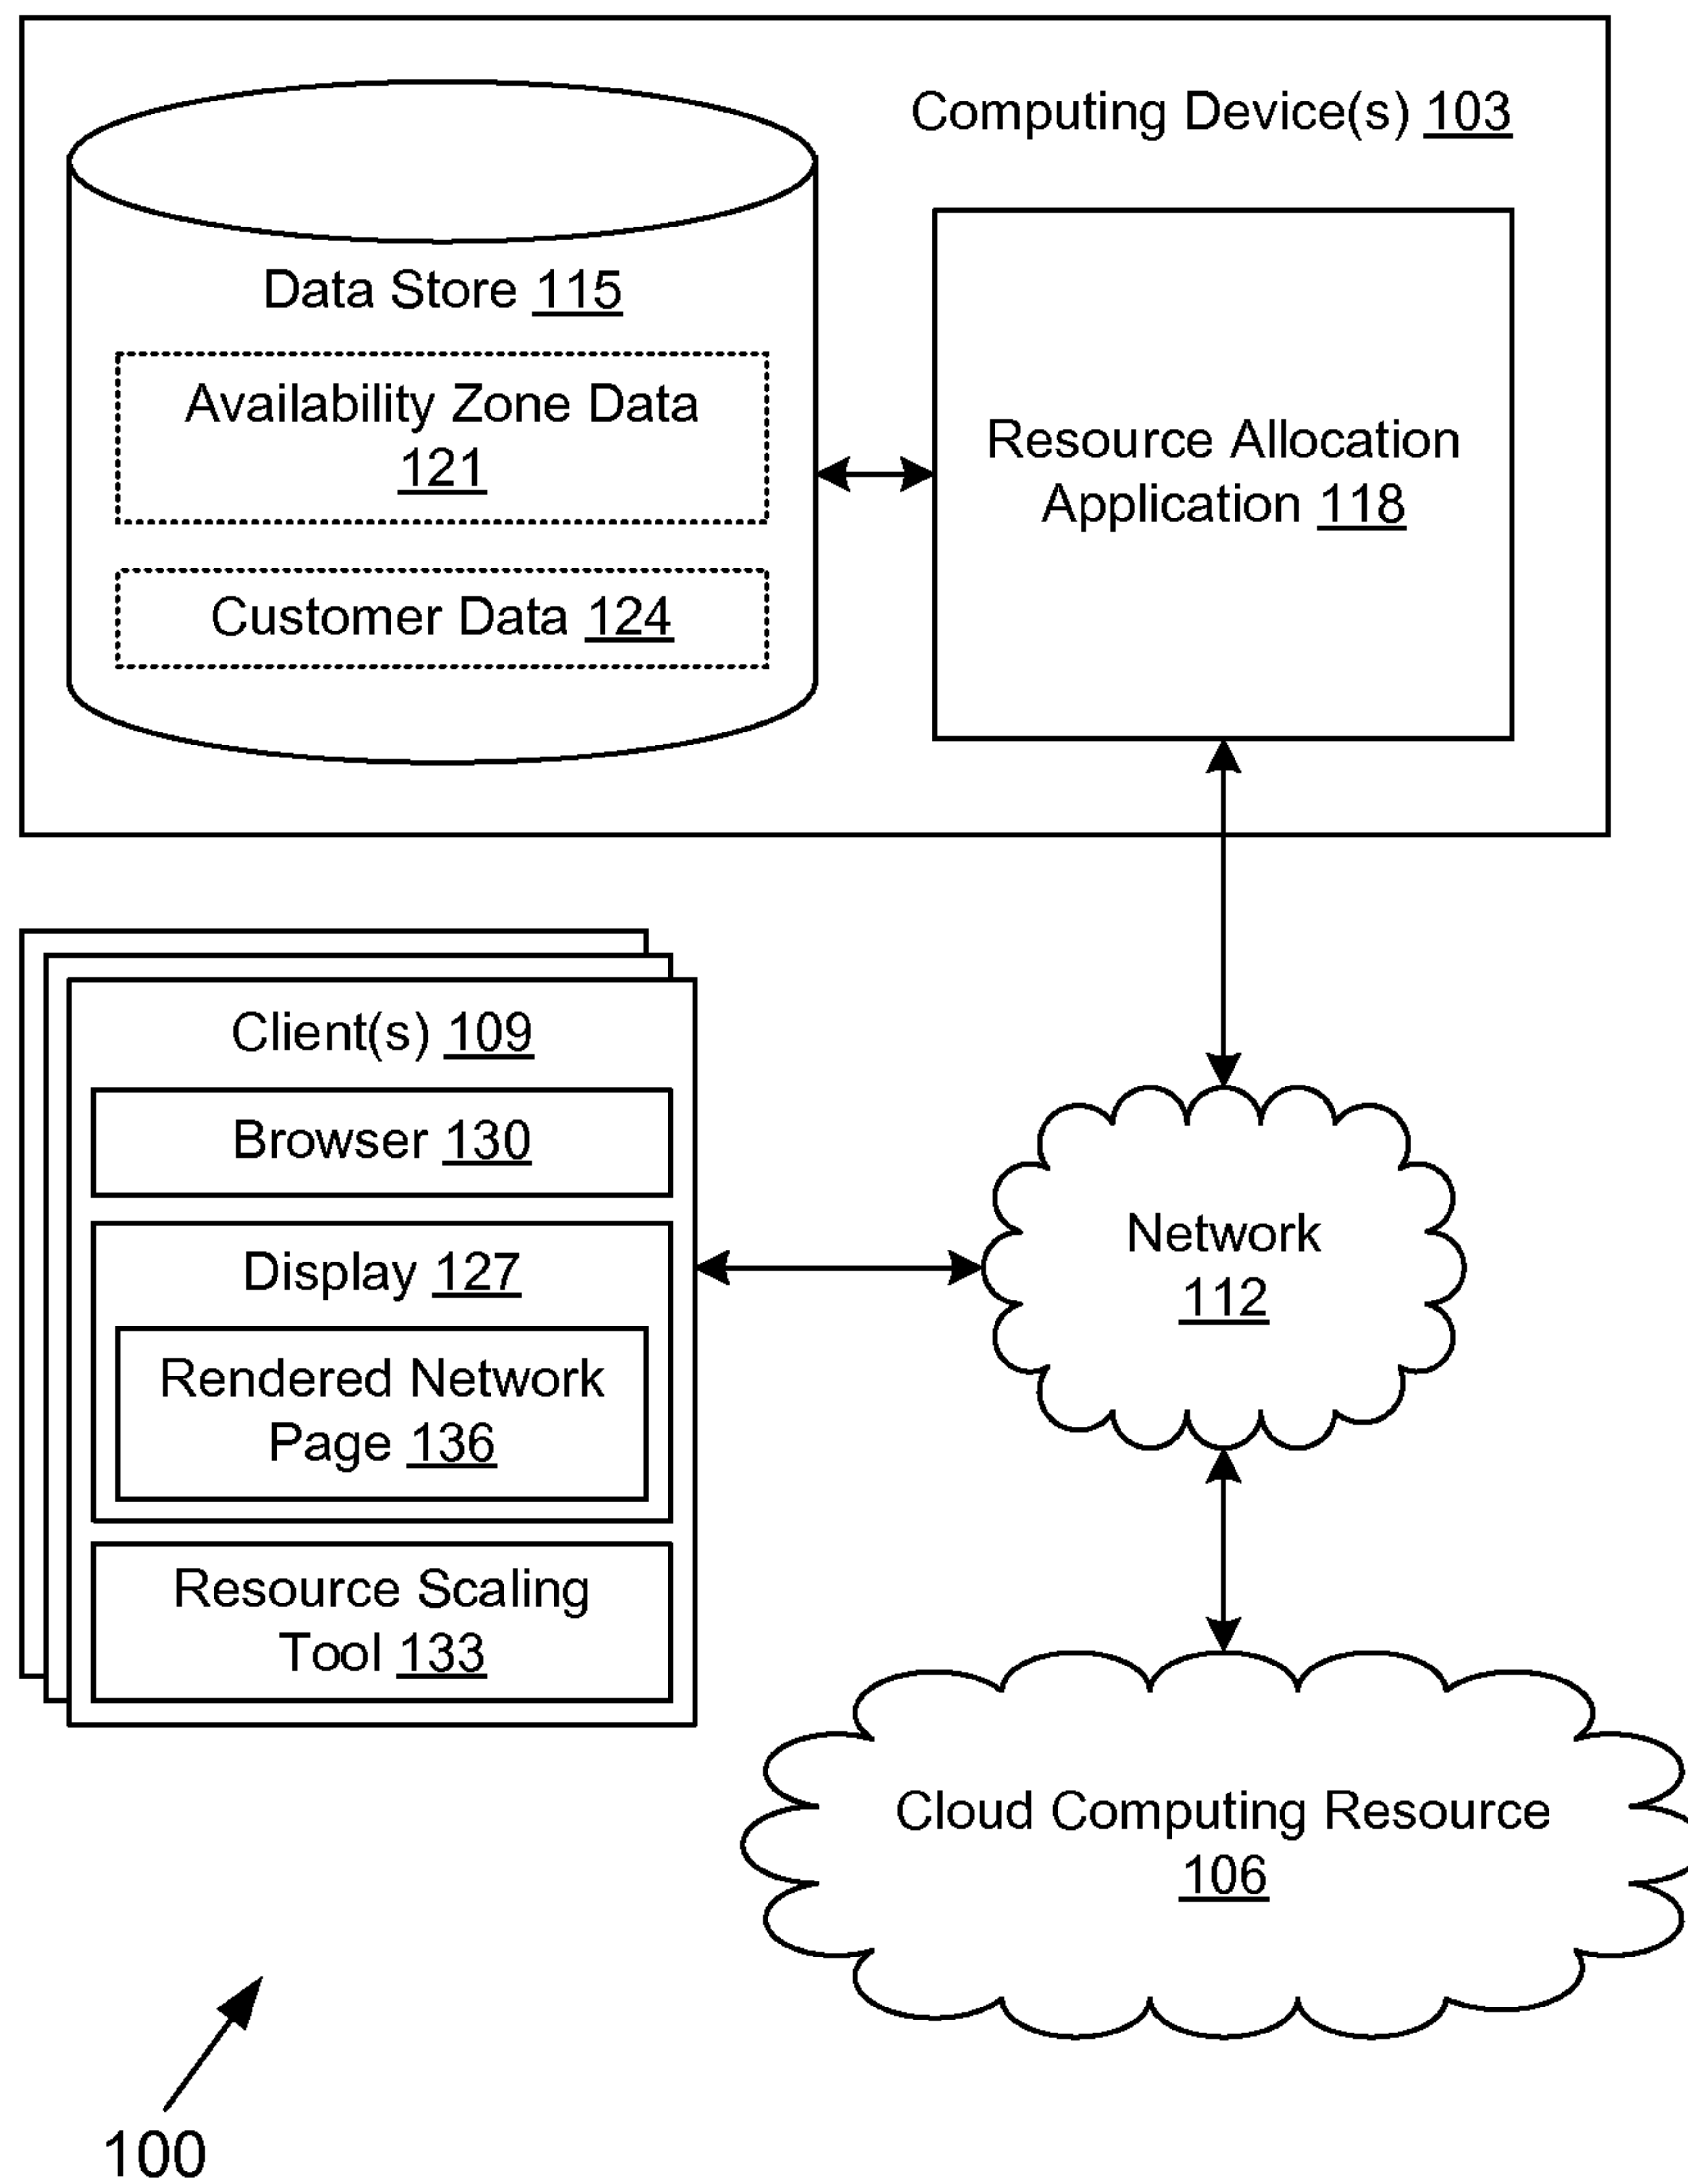 Computing Device(s) 103
Data Store 115
Availability Zone Data
121
Customer Data 124
Resource Allocation
Application 118
Client(s) 109
Browser 130
Display 127
Rendered Network
Page 136
Resource Scaling
Tool 133
Network
112
Cloud Computing Resource
106
100